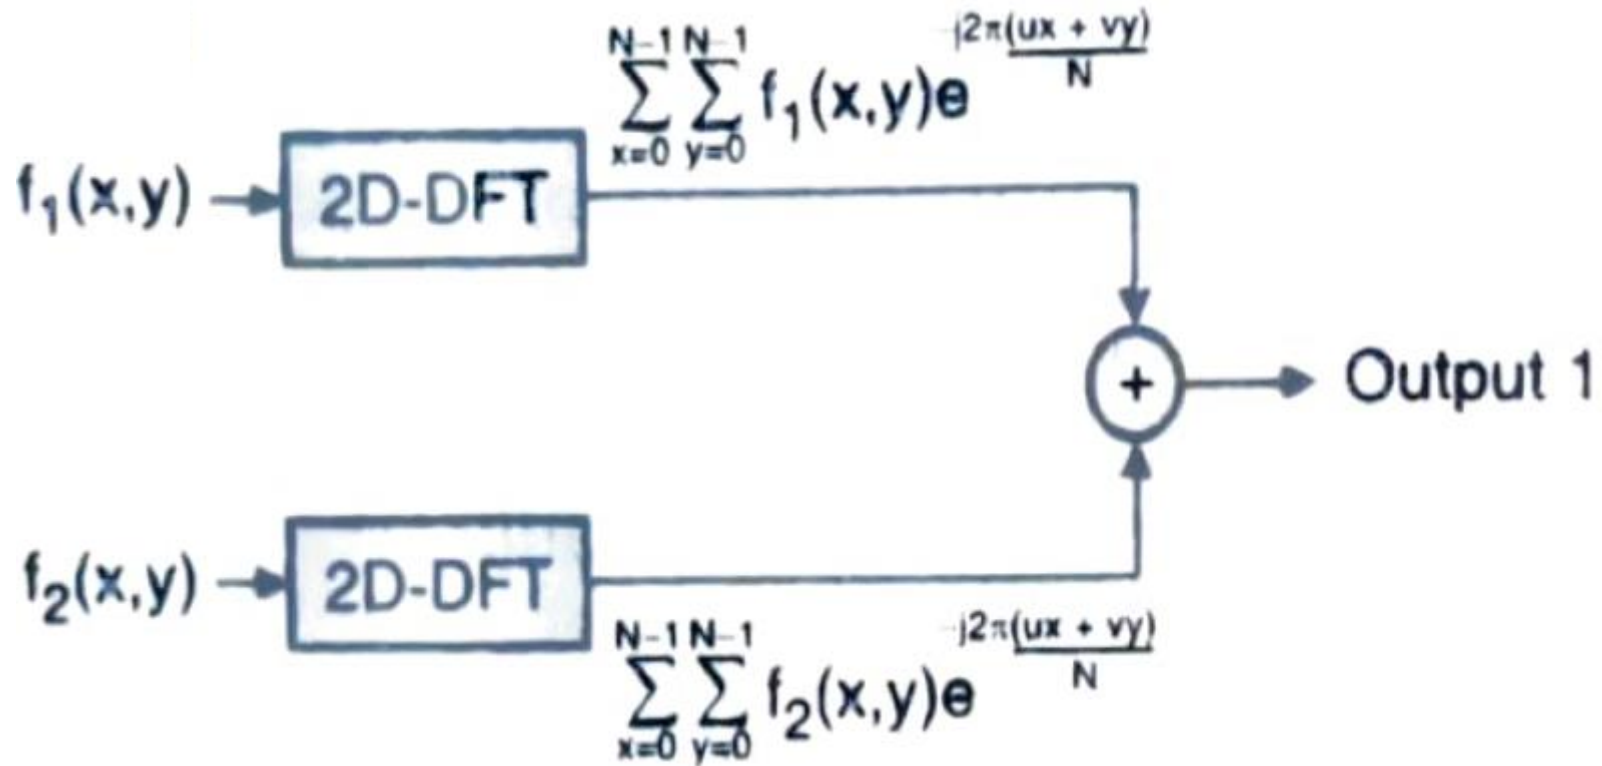 N-1 N-1 -j2π(ux + vy)
∑ ∑ f₁(x,y)e N
x=0 y=0
f₁(x,y) 2D-DFT
+ Output 1
f₂(x,y) 2D-DFT
N-1 N-1 -j2π(ux + vy)
∑ ∑ f₂(x,y)e N
x=0 y=0